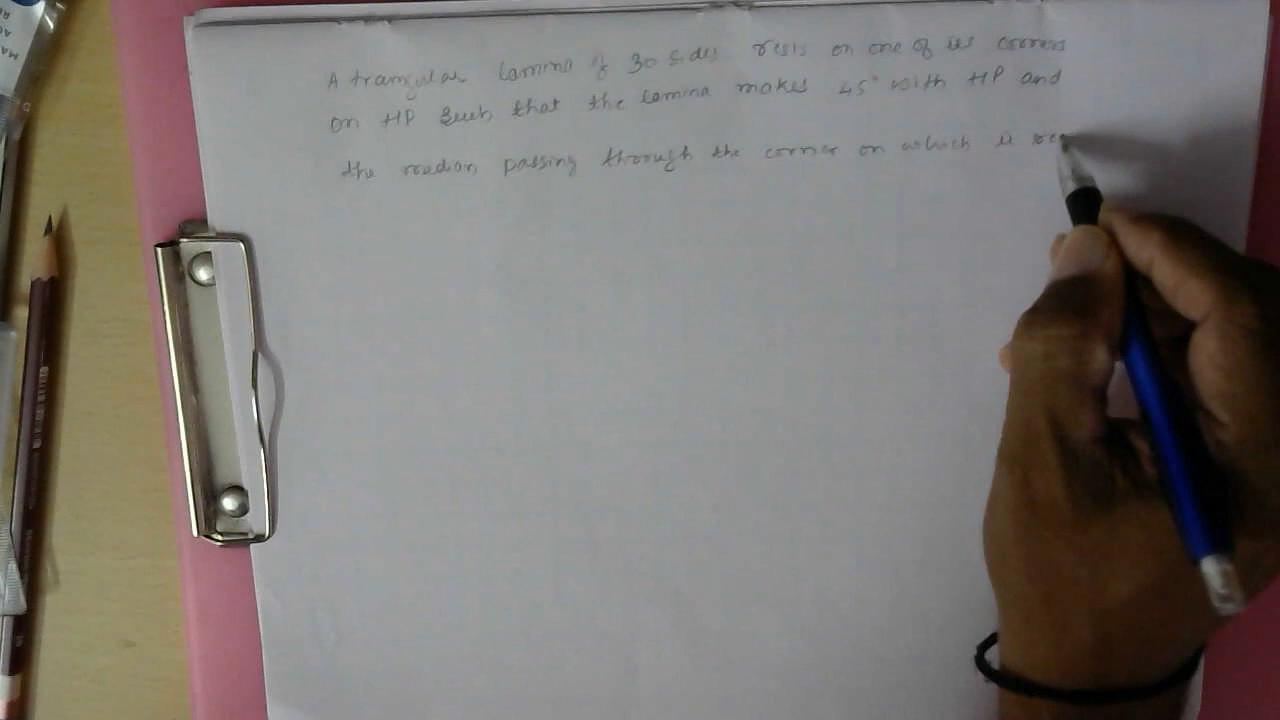 A trangular lamina of 30 sides rests on one of its corners
on HP such that the lamina makes 45° with HP and
the median passing through the corner on which it